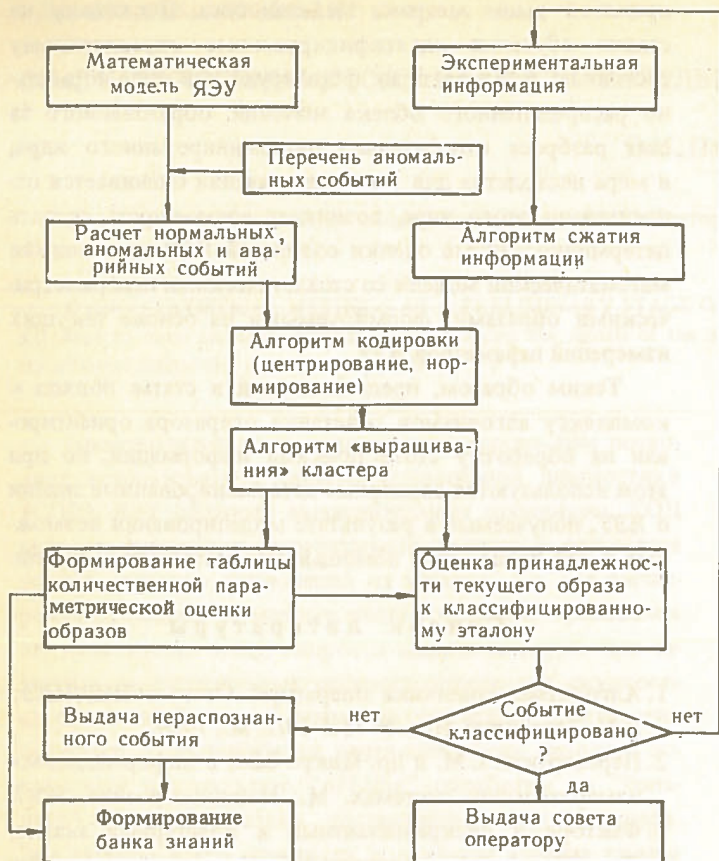 Математическая
модель ЯЭУ
Экспериментальная
информация
Перечень аномаль-
ных событий
Расчет нормальных,
аномальных и ава-
рийных событий
Алгоритм сжатия
информации
Алгоритм кодировки
(центрирование, нор-
мирование)
Алгоритм «выращива-
ния» кластера
Формирование таблицы
количественной пара-
метрической оценки
образов
Оценка принадлежнос-
ти текущего образа
к классифицированно-
му эталону
Выдача нераспознан-
ного события
нет
Событие
классифицировано
?
нет
да
Формирование
банка знаний
Выдача совета
оператору